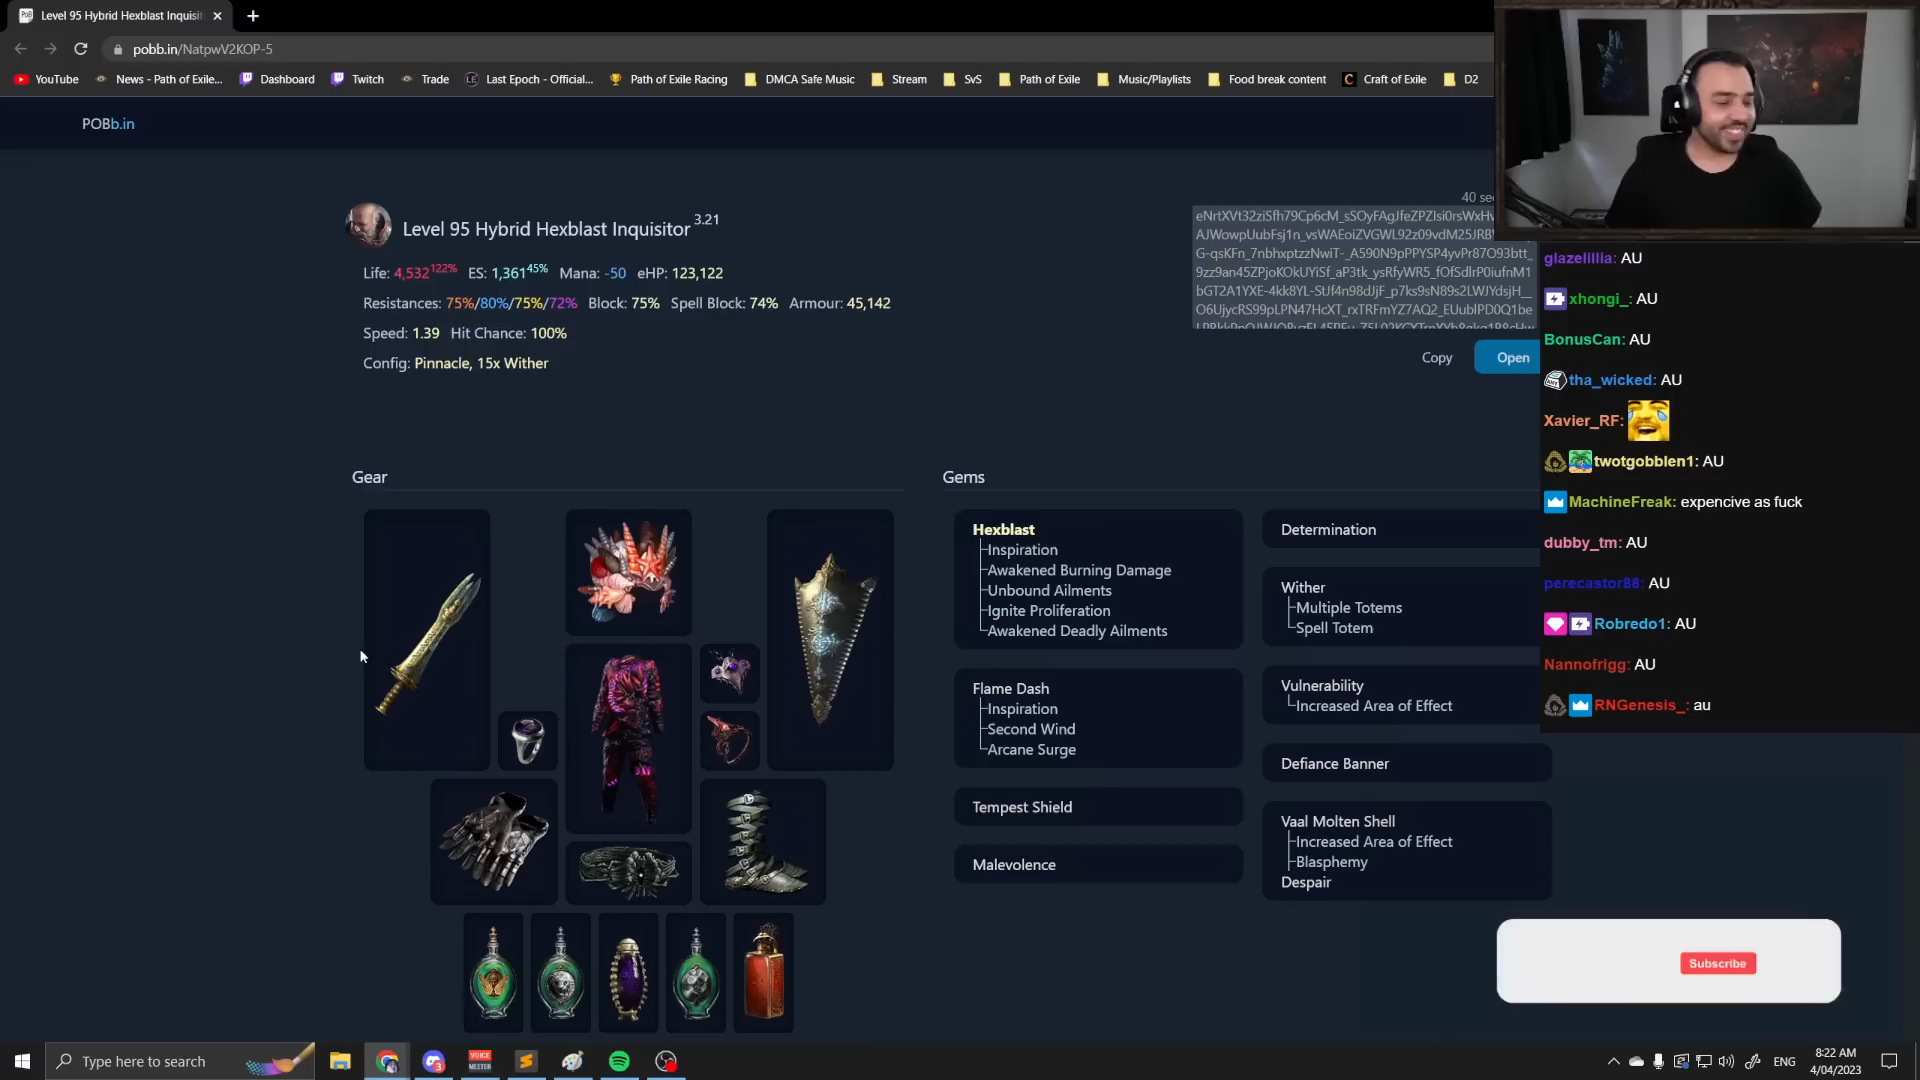 Level 95 Hybrid Hexblast Inquisit
pobb.in/NatpwV2KOP-5
YouTube
News - Path of Exile...
Dashboard
Twitch
Trade
Last Epoch - Official...
Path of Exile Racing
DMCA Safe Music
Stream
SvS
Path of Exile
Music/Playlists
Food break content
Craft of Exile
D2
POBb.in
Level 95 Hybrid Hexblast Inquisitor 3.21
Life: 4,532 122% ES: 1,361 45% Mana: -50 eHP: 123,122
Resistances: 75%/80%/75%/72% Block: 75% Spell Block: 74% Armour: 45,142
Speed: 1.39 Hit Chance: 100%
Config: Pinnacle, 15x Wither
40 sec
Copy
Open
Gear
Gems
Hexblast
Inspiration
Awakened Burning Damage
Unbound Ailments
Ignite Proliferation
Awakened Deadly Ailments
Flame Dash
Inspiration
Second Wind
Arcane Surge
Tempest Shield
Malevolence
Determination
Wither
Multiple Totems
Spell Totem
Vulnerability
Increased Area of Effect
Defiance Banner
Vaal Molten Shell
Increased Area of Effect
Blasphemy
Despair
glazelillia: AU
xhongi_: AU
BonusCan: AU
tha_wicked: AU
Xavier_RF:
twotgobblen1: AU
MachineFreak: expencive as fuck
dubby_tm: AU
perecastor88: AU
Robredo1: AU
Nannofrigg: AU
RNGenesis_: au
Subscribe
Type here to search
VOICE
MEETER
3
ENG
8:22 AM
4/04/2023